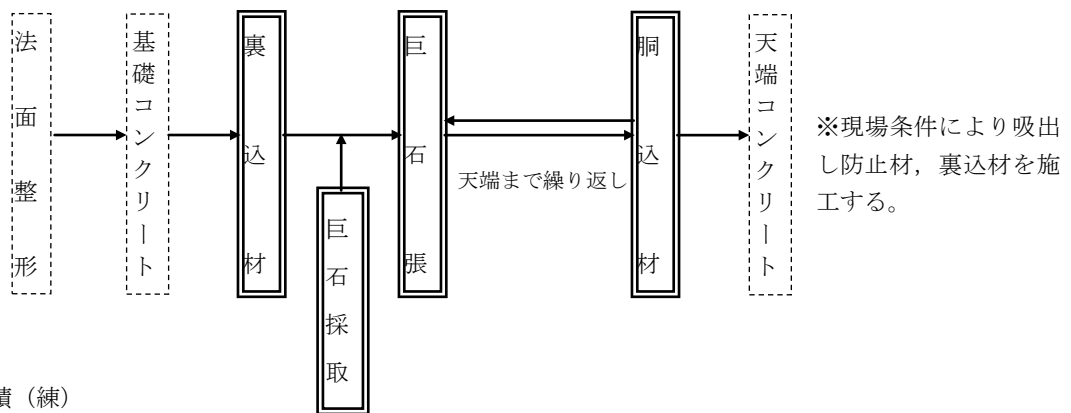 法面整形
基礎コンクリート
裏込材
巨石採取
巨石張
天端まで繰り返し
胴込材
天端コンクリート
※現場条件により吸出
し防止材，裏込材を施
工する。
積（練）